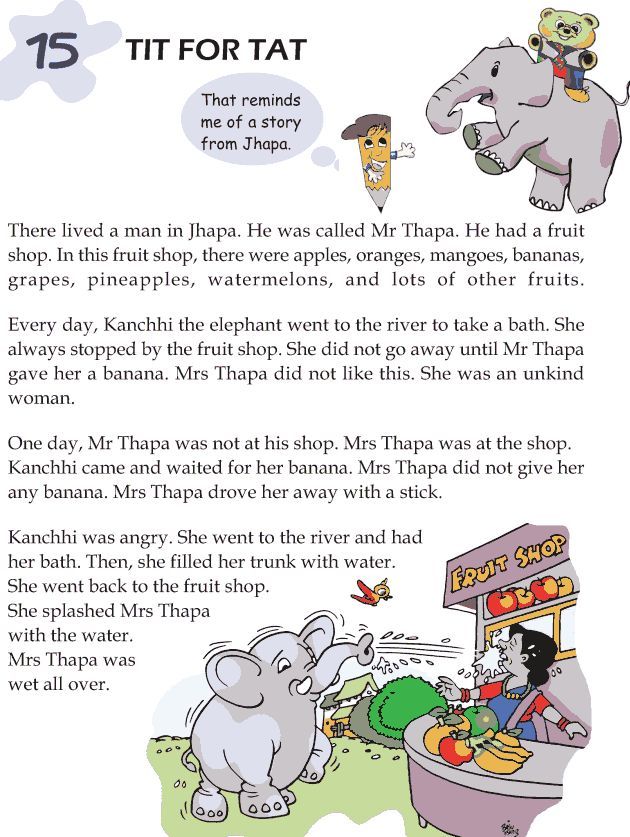 15 TIT FOR TAT
That reminds
me of a story
from Jhapa.
There lived a man in Jhapa. He was called Mr Thapa. He had a fruit
shop. In this fruit shop, there were apples, oranges, mangoes, bananas,
grapes, pineapples, watermelons, and lots of other fruits.
Every day, Kanchhi the elephant went to the river to take a bath. She
always stopped by the fruit shop. She did not go away until Mr Thapa
gave her a banana. Mrs Thapa did not like this. She was an unkind
woman.
One day, Mr Thapa was not at his shop. Mrs Thapa was at the shop.
Kanchhi came and waited for her banana. Mrs Thapa did not give her
any banana. Mrs Thapa drove her away with a stick.
Kanchhi was angry. She went to the river and had
her bath. Then, she filled her trunk with water.
She went back to the fruit shop.
She splashed Mrs Thapa
with the water.
Mrs Thapa was
wet all over.
FRUIT SHOP